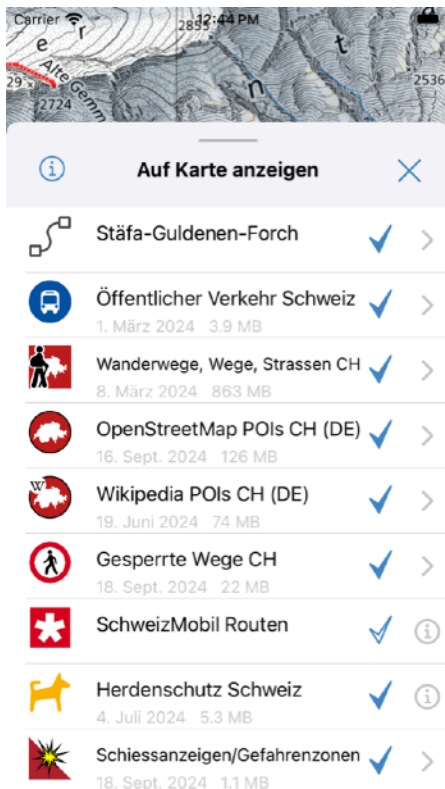 Carrier 12:44 PM
2853
e
r
t
Alte Gemm
29
2724
n
2536
Auf Karte anzeigen
Stäfa-Guldenen-Forch
Öffentlicher Verkehr Schweiz
1. März 2024 3.9 MB
Wanderwege, Wege, Strassen CH
8. März 2024 863 MB
OpenStreetMap POIs CH (DE)
16. Sept. 2024 126 MB
W
Wikipedia POIs CH (DE)
19. Juni 2024 74 MB
Gesperrte Wege CH
18. Sept. 2024 22 MB
SchweizMobil Routen
Herdenschutz Schweiz
4. Juli 2024 5.3 MB
Schiessanzeigen/Gefahrenzonen
18. Sept. 2024 1.1 MB